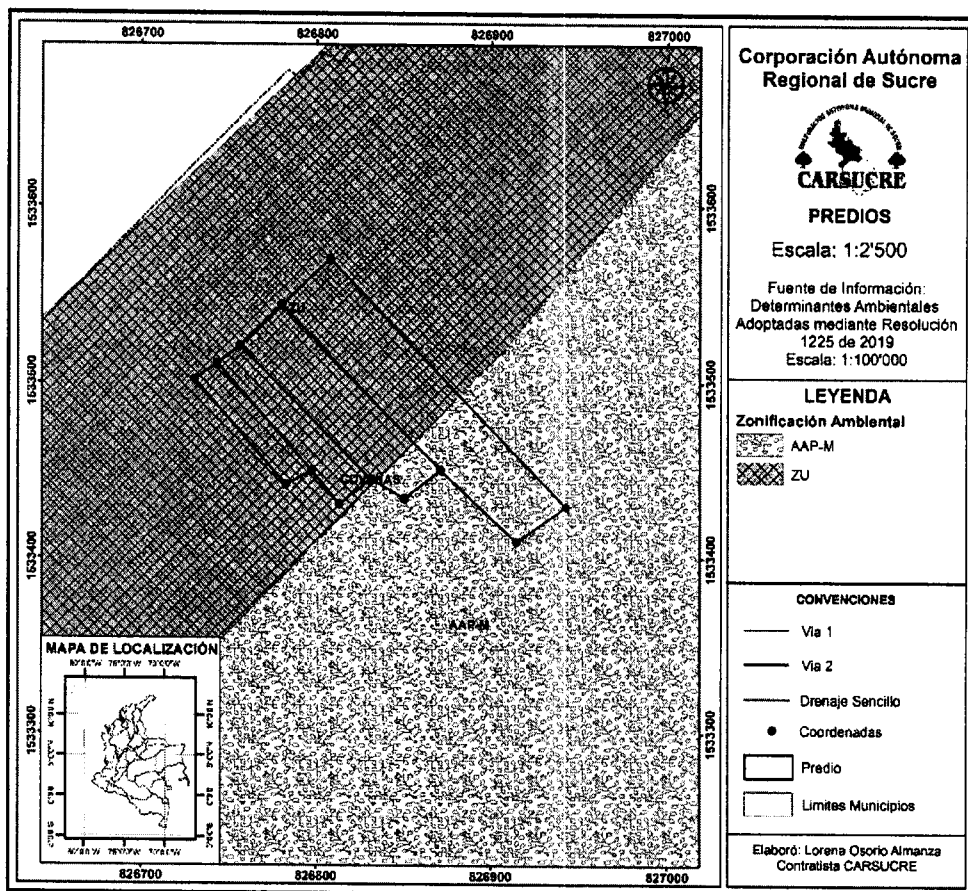 826700 826800 826900 827000
1533600
1533500
1533400
1533300
1533600
1533500
1533400
1533300
ZU
AAP-M
MAPA DE LOCALIZACIÓN
826700 826800 826900 827000
Corporación Autónoma
Regional de Sucre
CARSUCRE
PREDIOS
Escala: 1:2'500
Fuente de Información:
Determinantes Ambientales
Adoptadas mediante Resolución
1225 de 2019
Escala: 1:100'000
LEYENDA
Zonificación Ambiental
AAP-M
ZU
CONVENCIONES
Via 1
Via 2
Drenaje Sencillo
Coordenadas
Predio
Limites Municipios
Elaboró: Lorena Osorio Almanza
Contratista CARSUCRE